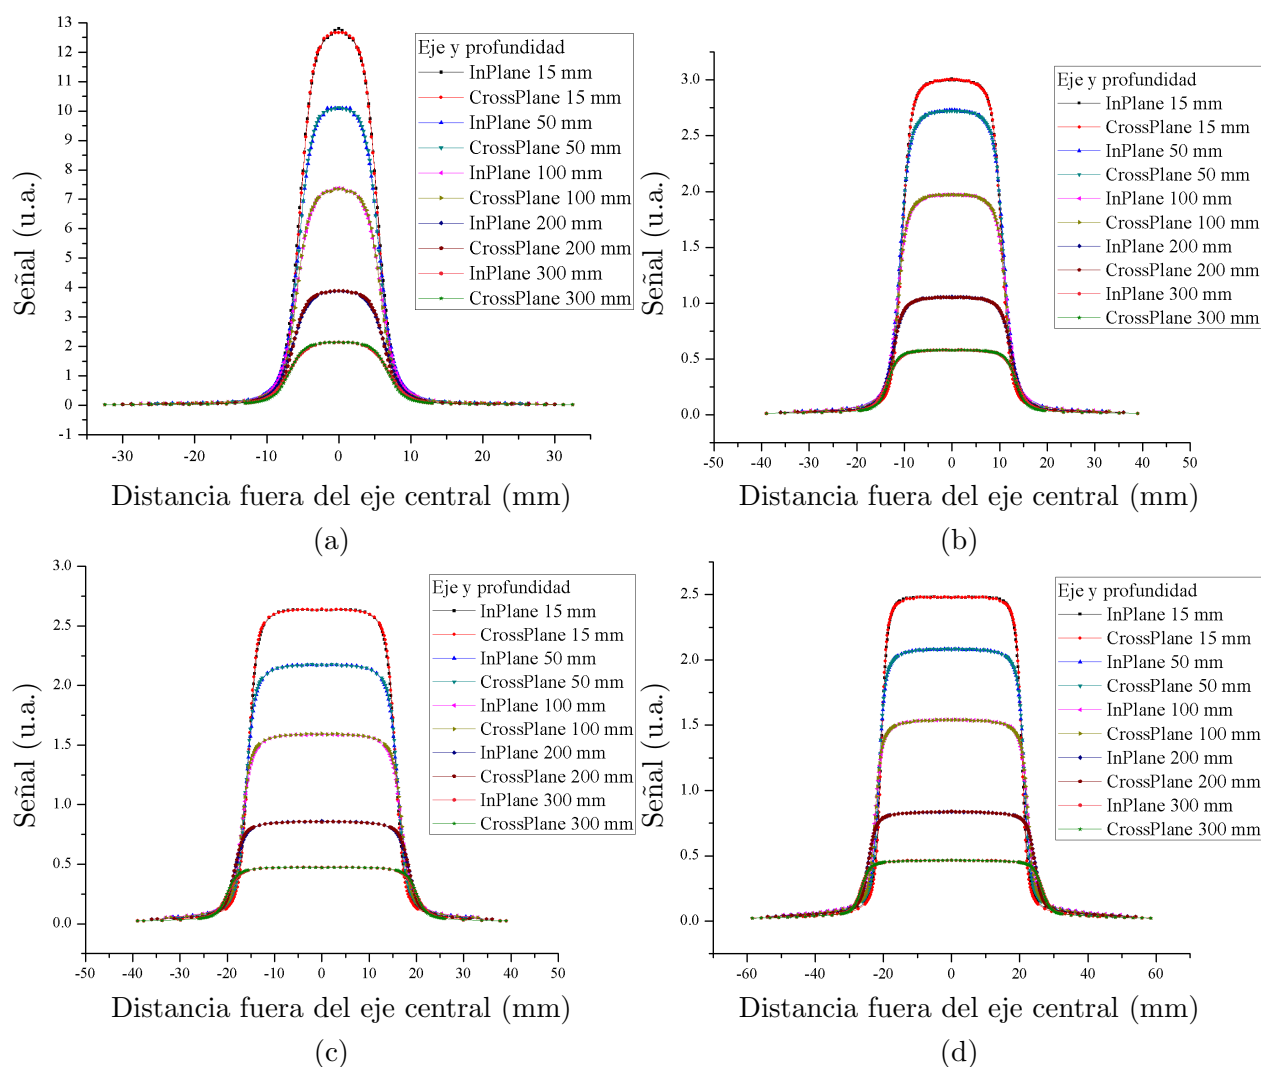 13
12
11
10
9
8
7
6
5
4
3
2
1
0
-1
Señal (u.a.)
Eje y profundidad
InPlane 15 mm
CrossPlane 15 mm
InPlane 50 mm
CrossPlane 50 mm
InPlane 100 mm
CrossPlane 100 mm
InPlane 200 mm
CrossPlane 200 mm
InPlane 300 mm
CrossPlane 300 mm
-30 -20 -10 0 10 20 30
Distancia fuera del eje central (mm)
(a)
3.0
2.5
2.0
1.5
1.0
0.5
0.0
Señal (u.a.)
Eje y profundidad
InPlane 15 mm
CrossPlane 15 mm
InPlane 50 mm
CrossPlane 50 mm
InPlane 100 mm
CrossPlane 100 mm
InPlane 200 mm
CrossPlane 200 mm
InPlane 300 mm
CrossPlane 300 mm
-50 -40 -30 -20 -10 0 10 20 30 40 50
Distancia fuera del eje central (mm)
(b)
3.0
2.5
2.0
1.5
1.0
0.5
0.0
Señal (u.a.)
Eje y profundidad
InPlane 15 mm
CrossPlane 15 mm
InPlane 50 mm
CrossPlane 50 mm
InPlane 100 mm
CrossPlane 100 mm
InPlane 200 mm
CrossPlane 200 mm
InPlane 300 mm
CrossPlane 300 mm
-50 -40 -30 -20 -10 0 10 20 30 40 50
Distancia fuera del eje central (mm)
(c)
2.5
2.0
1.5
1.0
0.5
0.0
Señal (u.a.)
Eje y profundidad
InPlane 15 mm
CrossPlane 15 mm
InPlane 50 mm
CrossPlane 50 mm
InPlane 100 mm
CrossPlane 100 mm
InPlane 200 mm
CrossPlane 200 mm
InPlane 300 mm
CrossPlane 300 mm
-60 -40 -20 0 20 40 60
Distancia fuera del eje central (mm)
(d)